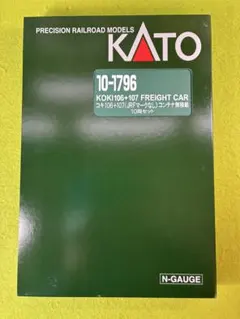 PRECISION RAILROAD MODELS
KATO
10-1796
KOKI106+107 FREIGHT CAR
コキ106+107(JRFマークなし)コンテナ無積載
10両セット
N-GAUGE